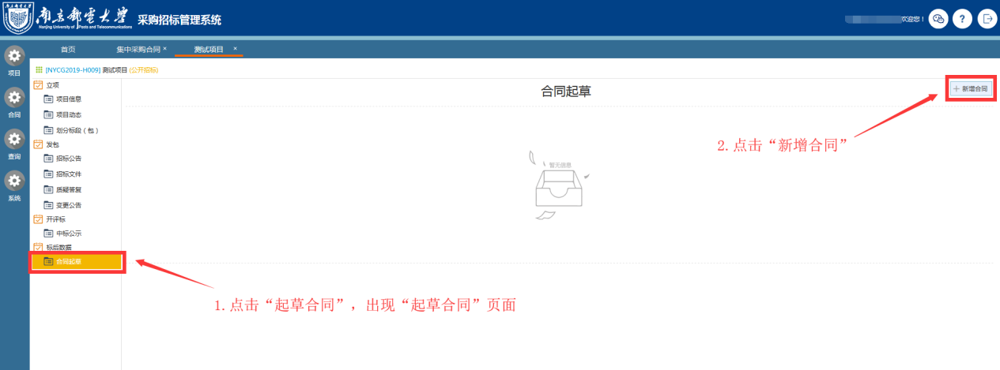 南京邮电大学
Nanjing University of Posts and Telecommunications
采购招标管理系统
欢迎您！
?
首页 集中采购合同 × 测试项目 ×
项目
合同
查询
系统
[NYCG2019-H009] 测试项目 (公开招标)
立项
项目信息
项目动态
划分标段（包）
发包
招标公告
招标文件
质疑答复
变更公告
开评标
中标公示
标后数据
合同起草
合同起草
+ 新增合同
2.点击“新增合同”
暂无信息
1.点击“起草合同”，出现“起草合同”页面